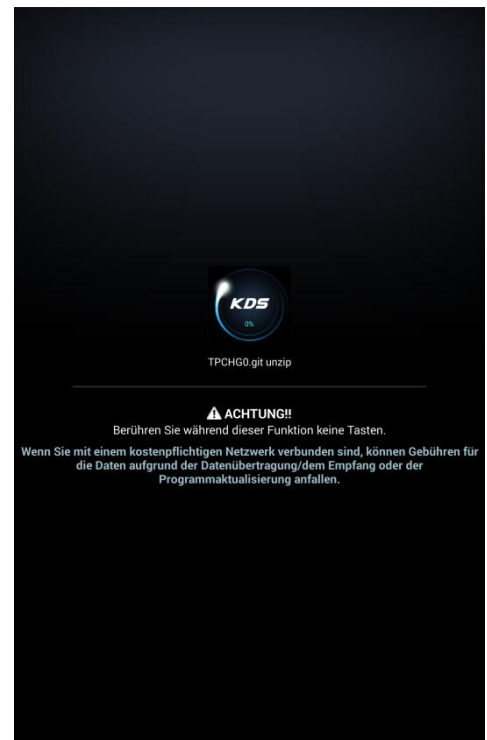 KDS
0%
TPCHG0.git unzip
ACHTUNG!!
Berühren Sie während dieser Funktion keine Tasten.
Wenn Sie mit einem kostenpflichtigen Netzwerk verbunden sind, können Gebühren für
die Daten aufgrund der Datenübertragung/dem Empfang oder der
Programmaktualisierung anfallen.